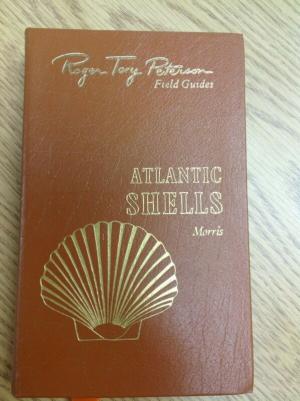 Roger Tory Peterson
Field Guides
ATLANTIC
SHELLS
Morris